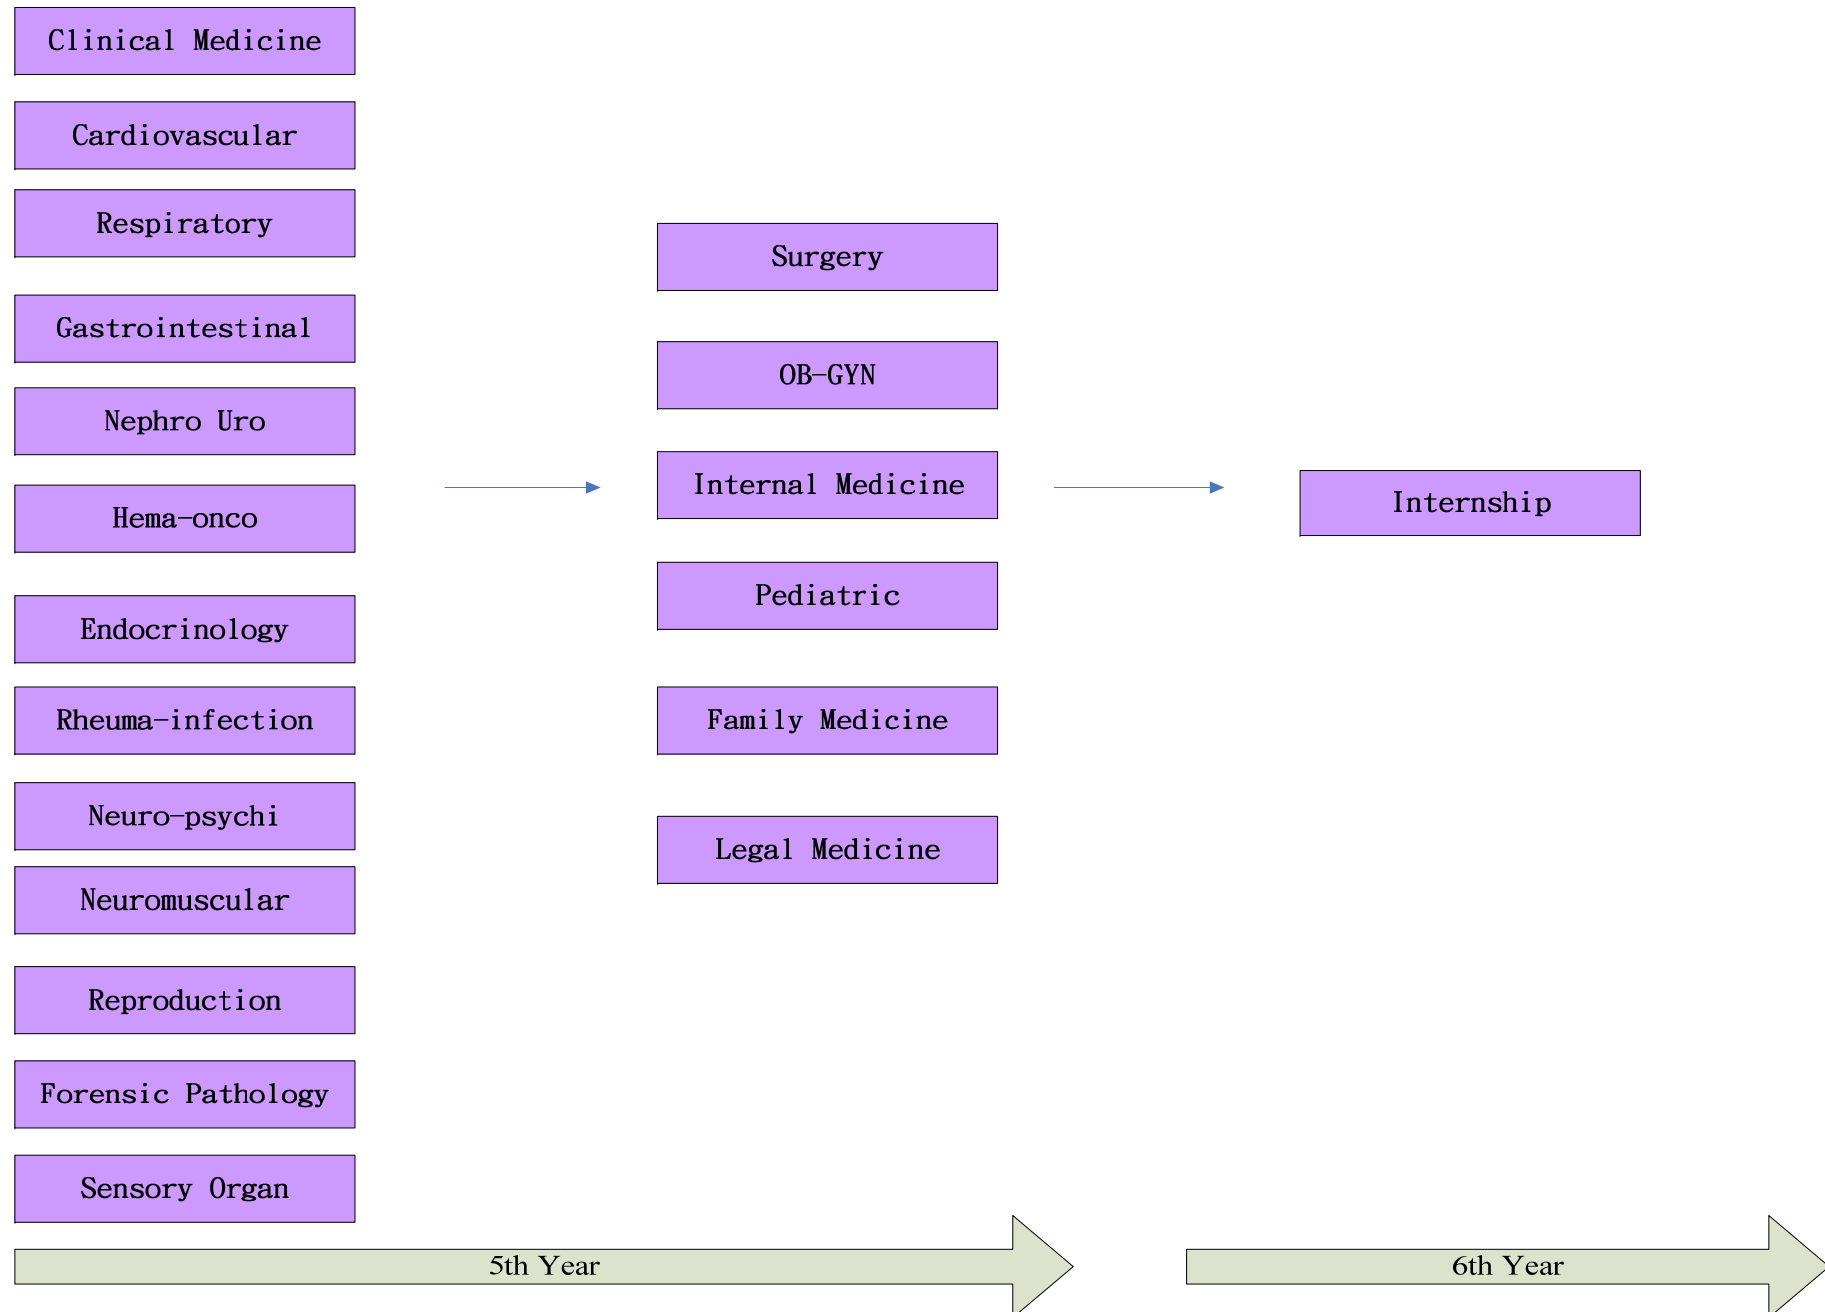 Clinical Medicine
Cardiovascular
Respiratory
Gastrointestinal
Nephro Uro
Hema-onco
Endocrinology
Rheuma-infection
Neuro-psychi
Neuromuscular
Reproduction
Forensic Pathology
Sensory Organ
Surgery
OB-GYN
Internal Medicine
Pediatric
Family Medicine
Legal Medicine
Internship
5th Year
6th Year